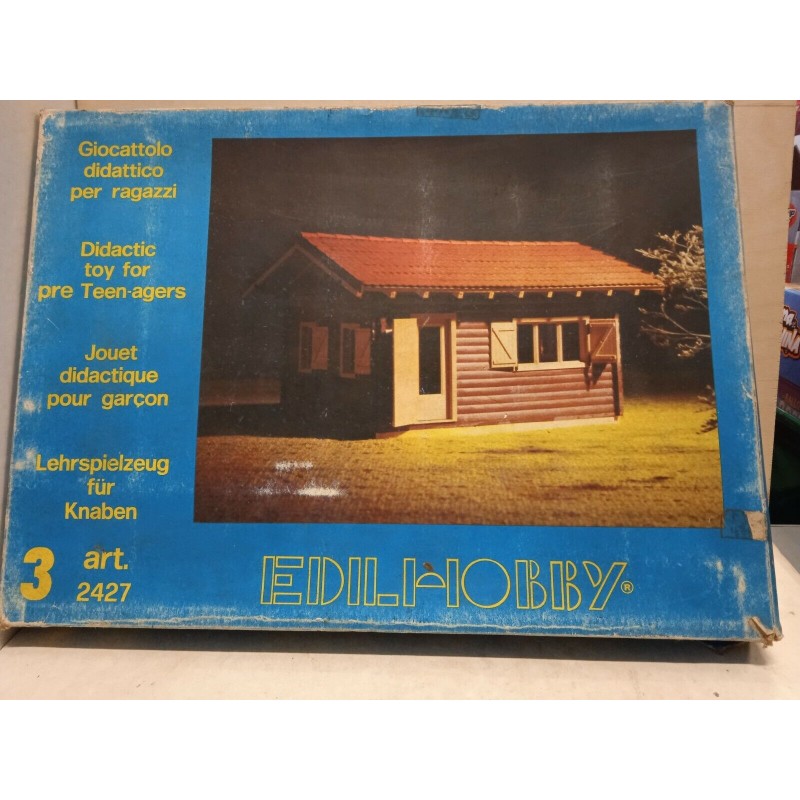 Giocattolo
didattico
per ragazzi
Didactic
toy for
pre Teen-agers
Jouet
didactique
pour garçon
Lehrspielzeug
für
Knaben
3 art.
2427
EDILHOBBY®